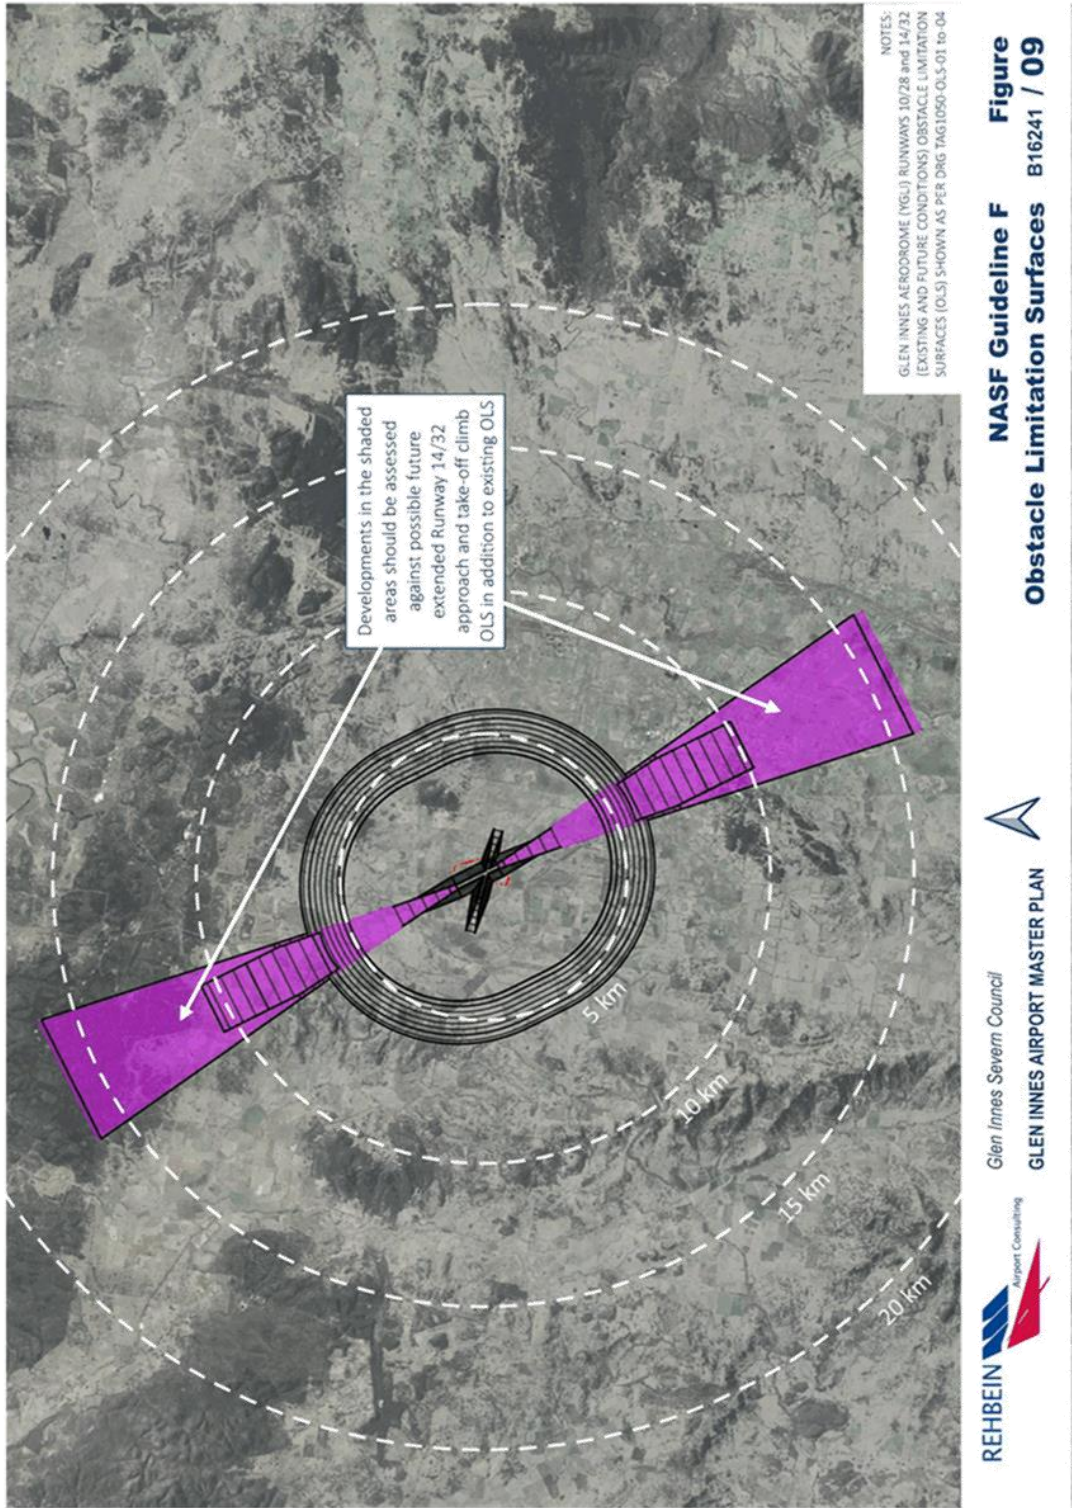 Developments in the shaded
areas should be assessed
against possible future
extended Runway 14/32
approach and take-off climb
OLS in addition to existing OLS
5 km
10 km
15 km
20 km
NOTES:
GLEN INNES AERODROME (YGLI) RUNWAYS 10/28 and 14/32
(EXISTING AND FUTURE CONDITIONS) OBSTACLE LIMITATION
SURFACES (OLS) SHOWN AS PER DRG TAG1050-OLS-01 to-04
REHBEIN
Airport Consulting
Glen Innes Severn Council
GLEN INNES AIRPORT MASTER PLAN
NASF Guideline F
Obstacle Limitation Surfaces
Figure
B16241 / 09